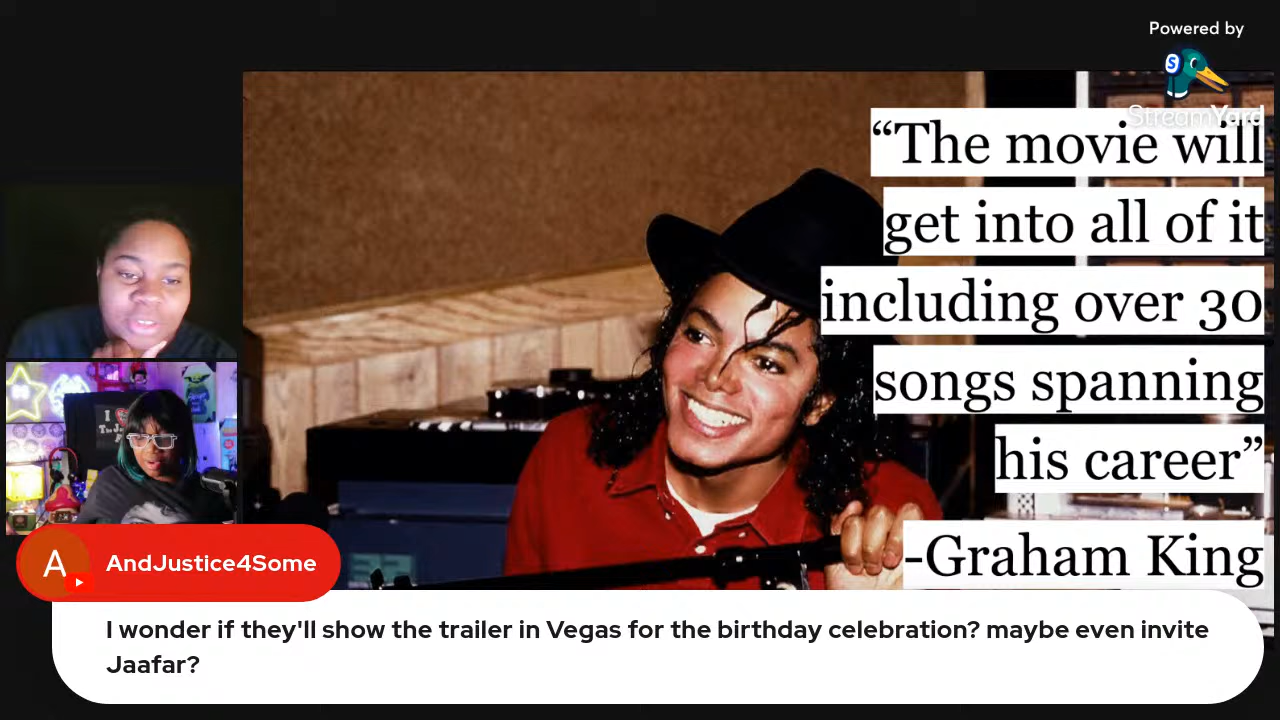 Powered by
StreamYard
“The movie will
get into all of it
including over 30
songs spanning
his career”
-Graham King
A AndJustice4Some
I wonder if they'll show the trailer in Vegas for the birthday celebration? maybe even invite
Jaafar?